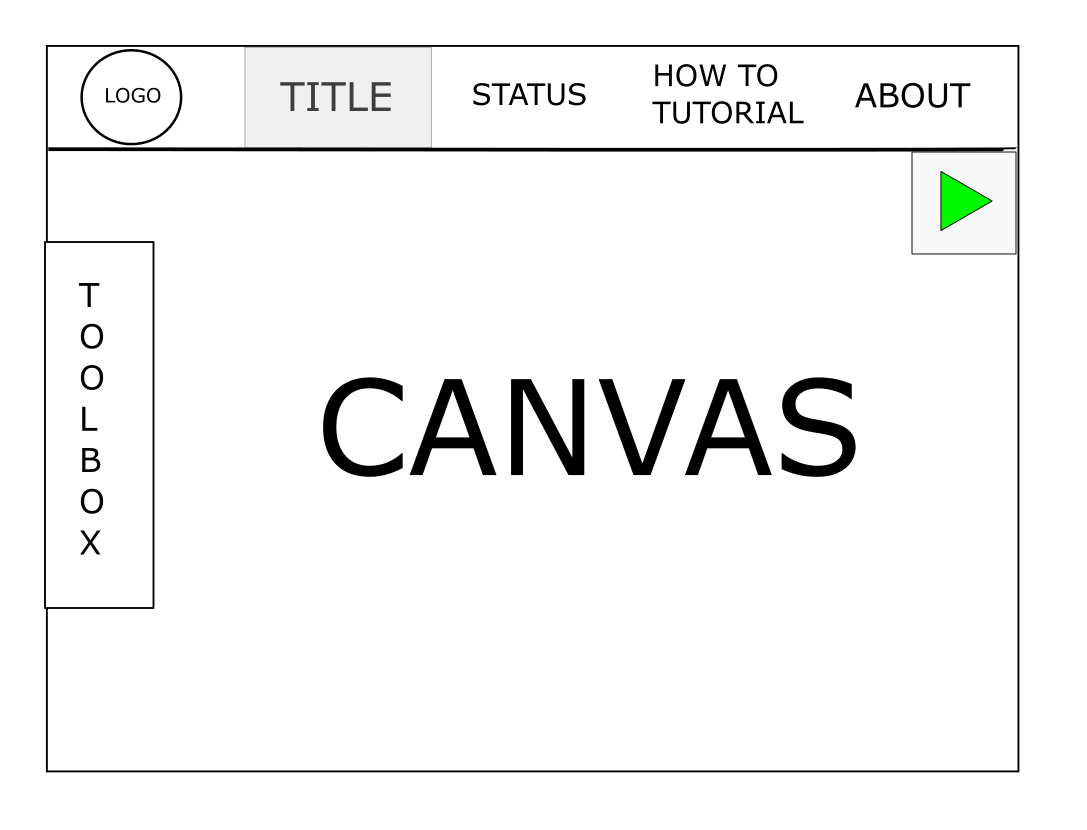 LOGO
TITLE
STATUS
HOW TO
TUTORIAL
ABOUT
T
O
O
L
B
O
X
CANVAS